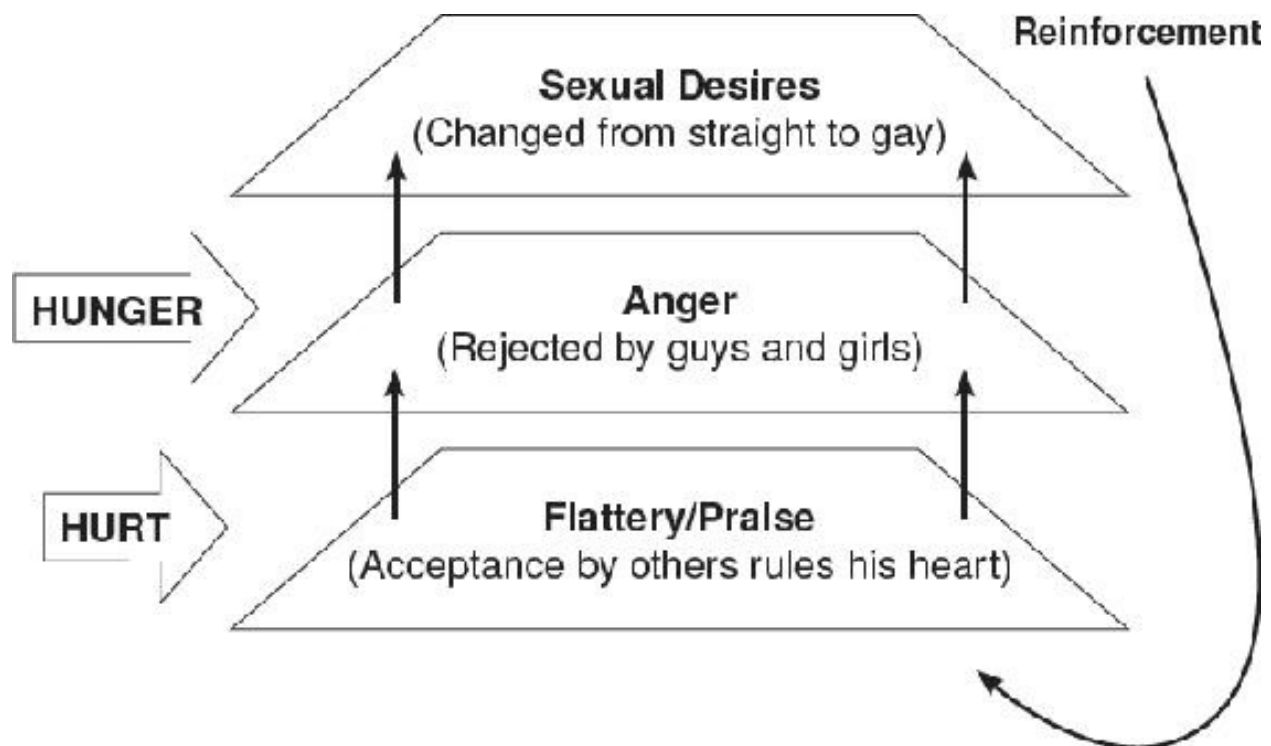 Reinforcement
Sexual Desires
(Changed from straight to gay)
HUNGER
Anger
(Rejected by guys and girls)
HURT
Flattery/Praise
(Acceptance by others rules his heart)